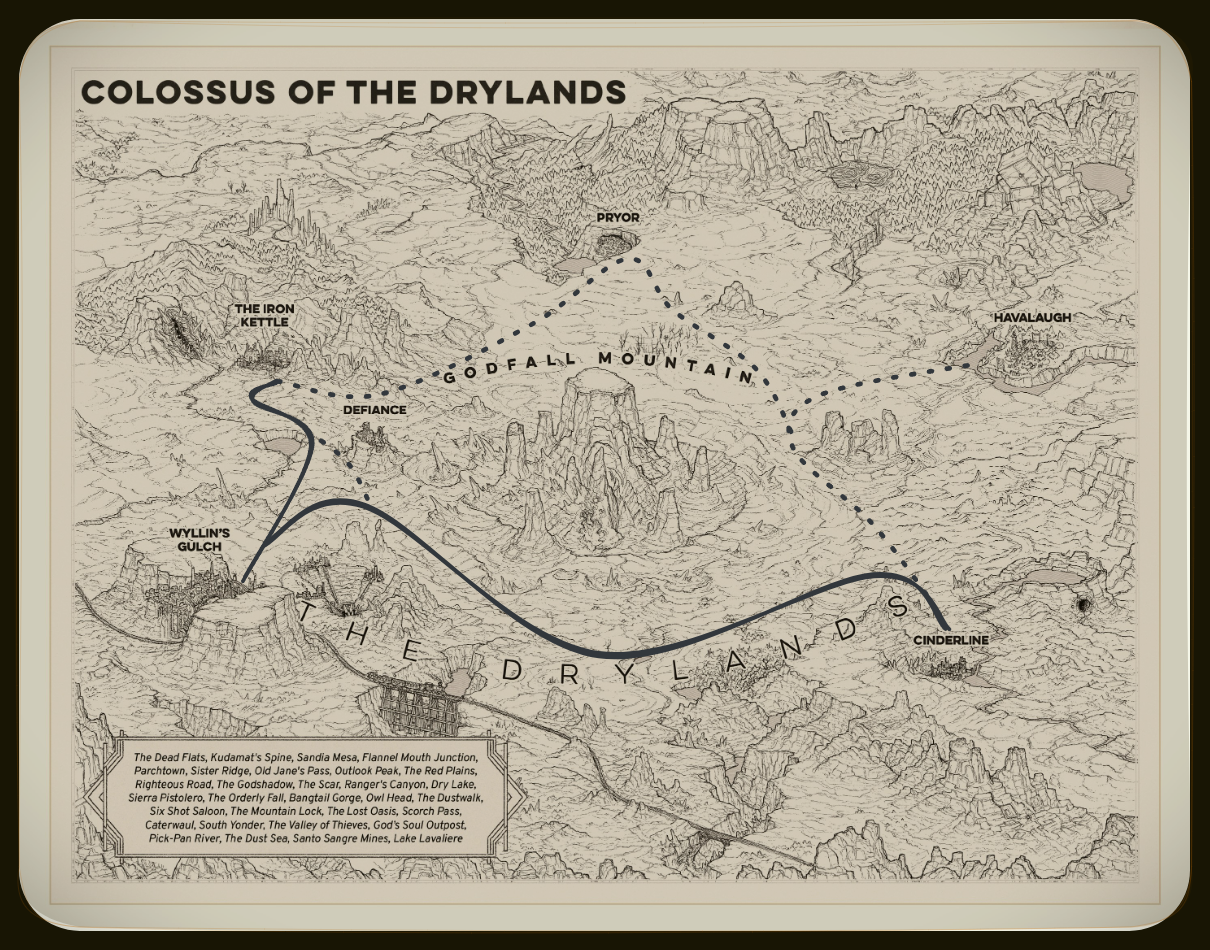 COLOSSUS OF THE DRYLANDS
PRYOR
THE IRON
KETTLE
HAVALAUGH
GODFALL MOUNTAIN
DEFIANCE
WYLLIN'S
GULCH
THE DRYLANDS
CINDERLINE
The Dead Flats, Kudamat's Spine, Sandia Mesa, Flannel Mouth Junction,
Parchtown, Sister Ridge, Old Jane's Pass, Outlook Peak, The Red Plains,
Righteous Road, The Godshadow, The Scar, Ranger's Canyon, Dry Lake,
Sierra Pistolero, The Orderly Fall, Bangtail Gorge, Owl Head, The Dustwalk,
Six Shot Saloon, The Mountain Lock, The Lost Oasis, Scorch Pass,
Caterwaul, South Yonder, The Valley of Thieves, God's Soul Outpost,
Pick-Pan River, The Dust Sea, Santo Sangre Mines, Lake Lavaliere